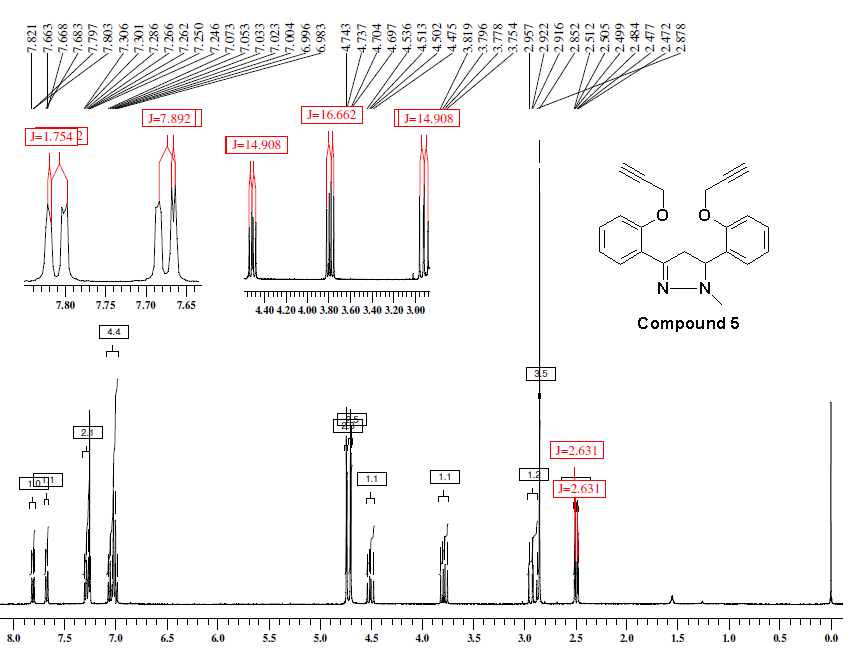 7.821 7.663 7.668 7.683 7.797 7.803 7.306 7.301 7.286 7.266 7.262 7.250 7.246 7.073 7.053 7.033 7.023 7.004 6.996 6.983 4.743 4.737 4.704 4.697 4.536 4.513 4.502 4.475 3.819 3.796 3.778 3.754 2.957 2.922 2.916 2.852 2.512 2.505 2.499 2.484 2.477 2.472 2.878
J=7.892 J=16.662 J=14.908
J=1.754 2 J=14.908
O O
N N
7.80 7.75 7.70 7.65 4.40 4.20 4.00 3.80 3.60 3.40 3.20 3.00
Compound 5
4.4
3.5
2.1
J=2.631
1.0 1.1 1.1 1.1 1.2
J=2.631
8.0 7.5 7.0 6.5 6.0 5.5 5.0 4.5 4.0 3.5 3.0 2.5 2.0 1.5 1.0 0.5 0.0